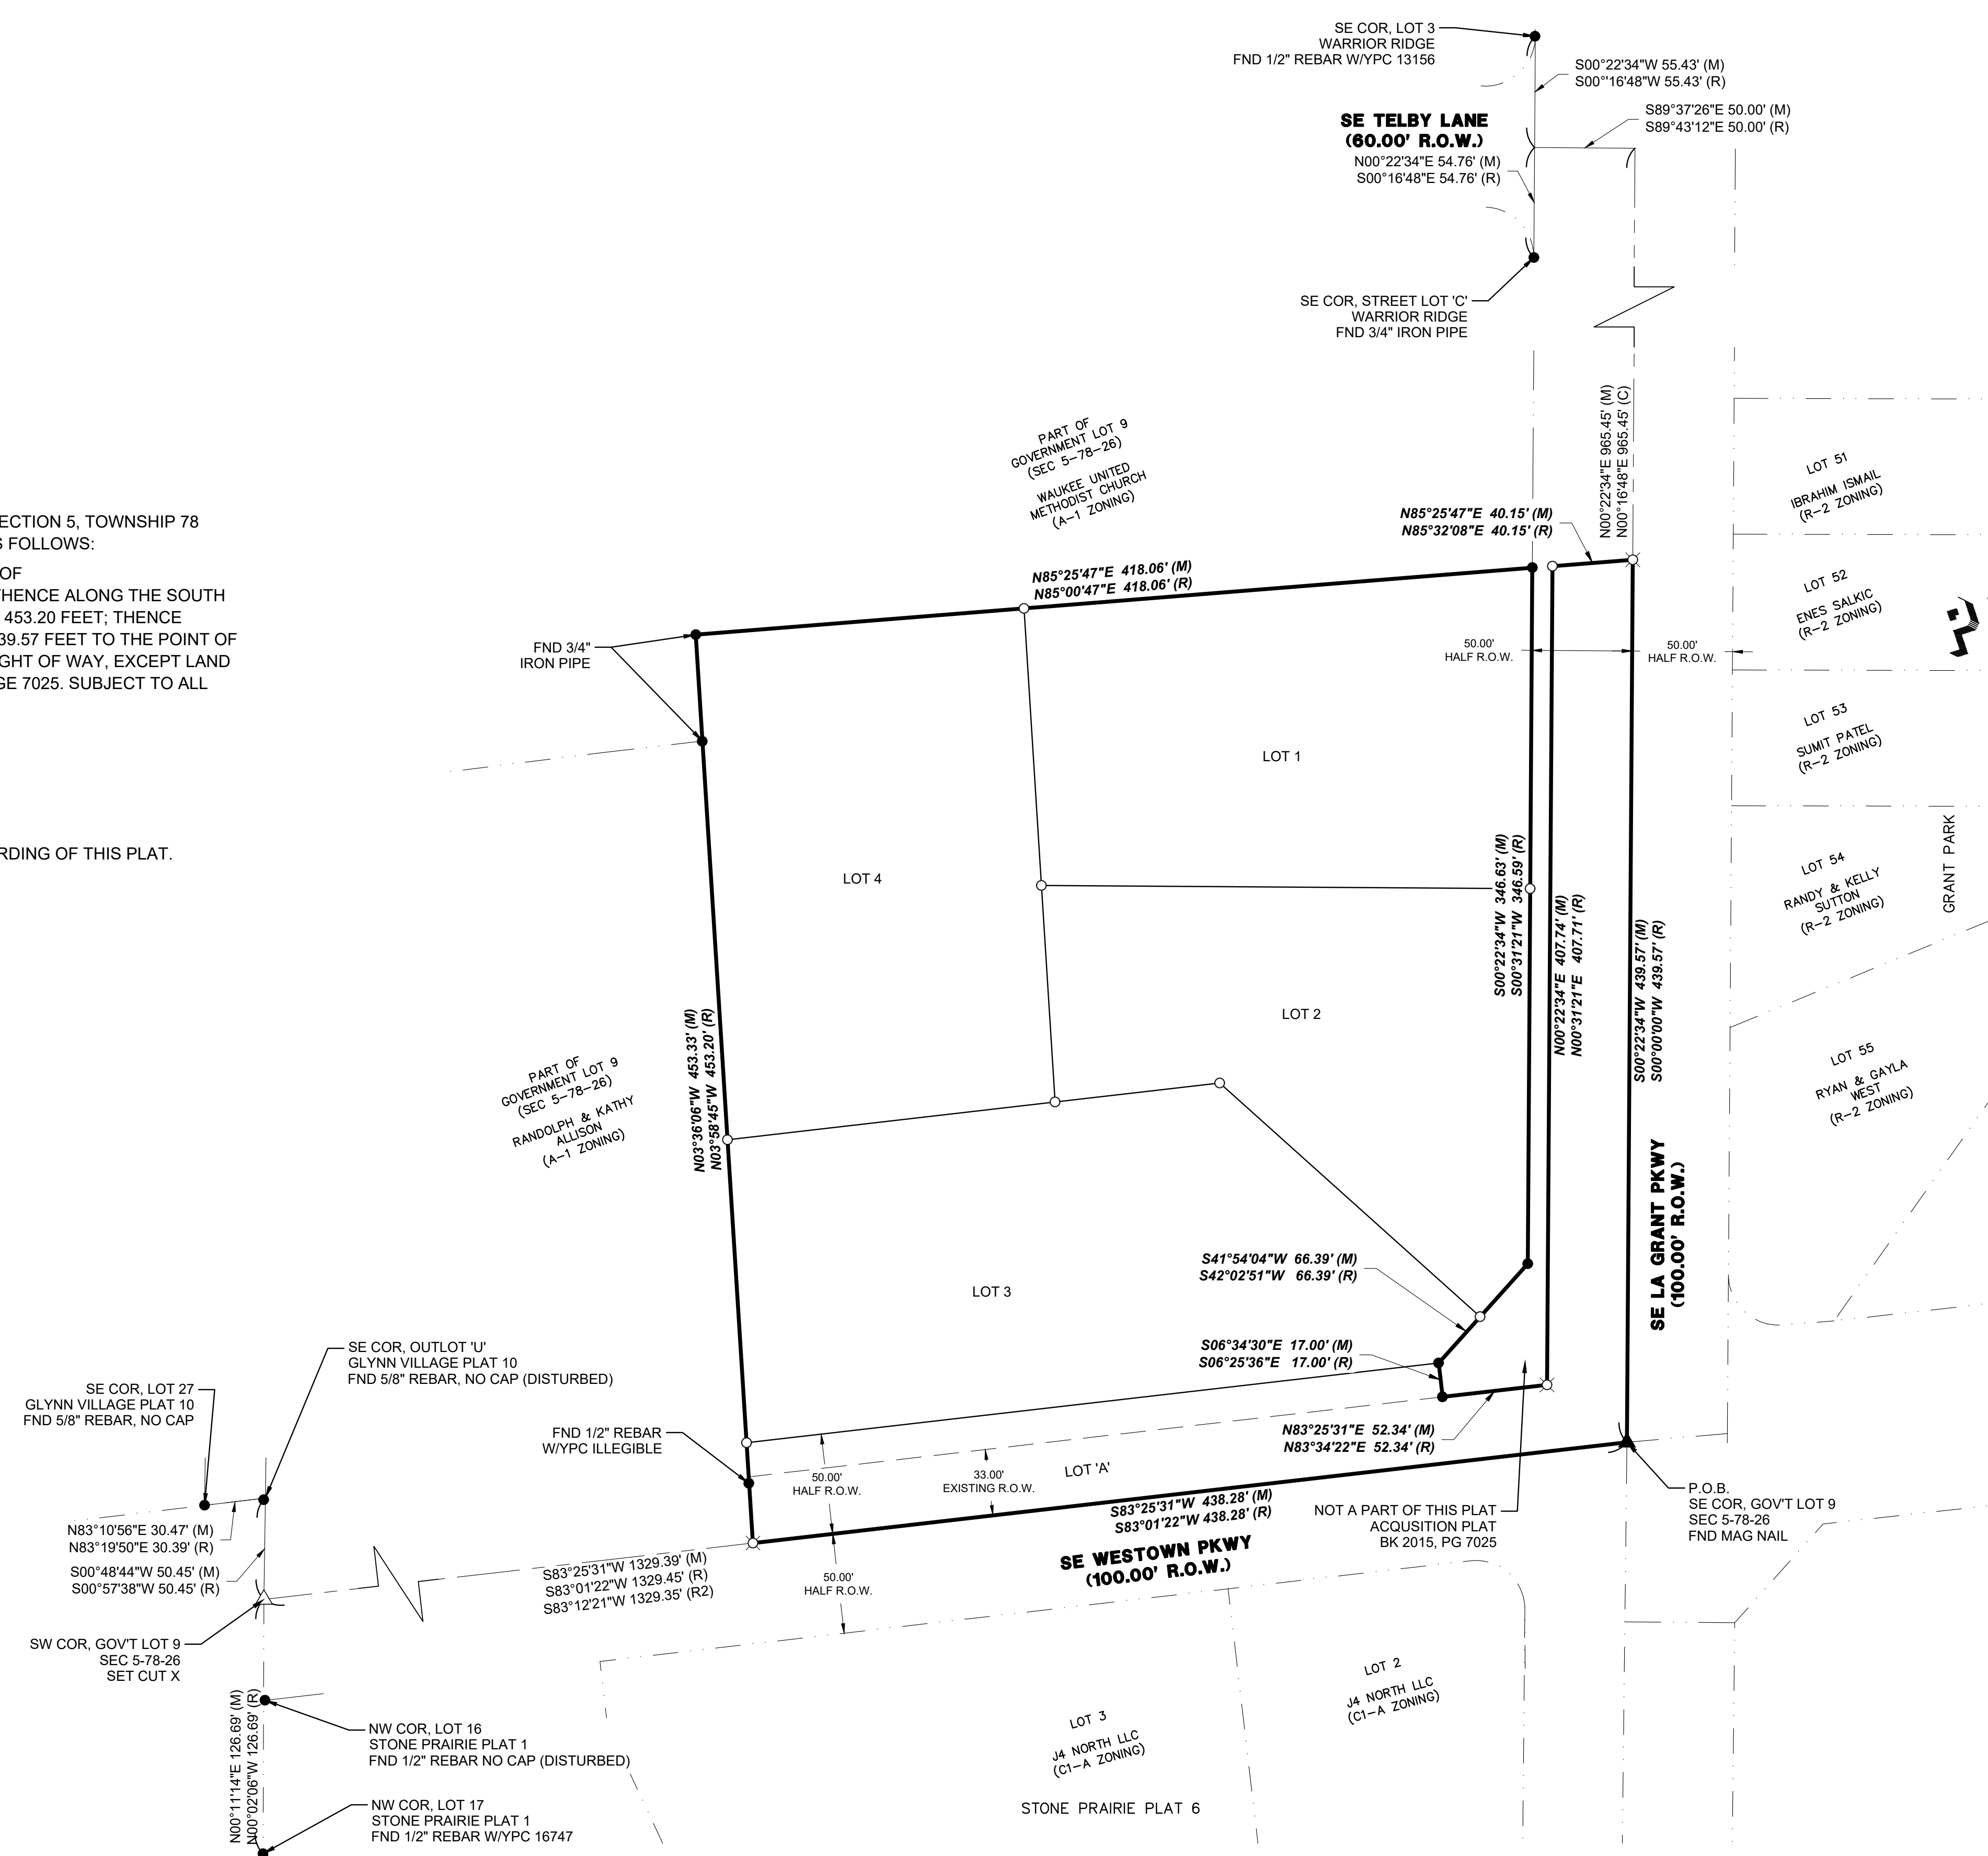 SE COR, LOT 3
WARRIOR RIDGE
FND 1/2" REBAR W/YPC 13156
S00°22'34"W 55.43' (M)
S00°'16'48"W 55.43' (R)
S89°37'26"E 50.00' (M)
S89°43'12"E 50.00' (R)
SE TELBY LANE
(60.00' R.O.W.)
N00°22'34"E 54.76' (M)
S00°16'48"E 54.76' (R)
SE COR, STREET LOT 'C'
WARRIOR RIDGE
FND 3/4" IRON PIPE
N00°22'34"E 965.45' (M)
N00°16'48"E 965.45' (C)
PART OF
GOVERNMENT LOT 9
(SEC 5-78-26)
WAUKEE UNITED
METHODIST CHURCH
(A-1 ZONING)
ECTION 5, TOWNSHIP 78
S FOLLOWS:
OF
THENCE ALONG THE SOUTH
453.20 FEET; THENCE
39.57 FEET TO THE POINT OF
GHT OF WAY, EXCEPT LAND
GE 7025. SUBJECT TO ALL
RDING OF THIS PLAT.
N85°25'47"E 40.15' (M)
N85°32'08"E 40.15' (R)
N85°25'47"E 418.06' (M)
N85°00'47"E 418.06' (R)
FND 3/4"
IRON PIPE
50.00'
HALF R.O.W.
50.00'
HALF R.O.W.
LOT 51
IBRAHIM ISMAIL
(R-2 ZONING)
LOT 52
ENES SALKIC
(R-2 ZONING)
LOT 53
SUMIT PATEL
(R-2 ZONING)
LOT 54
RANDY & KELLY
SUTTON
(R-2 ZONING)
LOT 55
RYAN & GAYLA
WEST
(R-2 ZONING)
GRANT PARK
LOT 1
LOT 4
LOT 2
LOT 3
S00°22'34"W 346.63' (M)
S00°31'21"W 346.59' (R)
N00°22'34"E 407.74' (M)
N00°31'21"E 407.71' (R)
S00°22'34"W 439.57' (M)
S00°00'00"W 439.57' (R)
SE LA GRANT PKWY
(100.00' R.O.W.)
N03°36'06"W 453.33' (M)
N03°58'45"W 453.20' (R)
PART OF
GOVERNMENT LOT 9
(SEC 5-78-26)
RANDOLPH & KATHY
ALLISON
(A-1 ZONING)
S41°54'04"W 66.39' (M)
S42°02'51"W 66.39' (R)
S06°34'30"E 17.00' (M)
S06°25'36"E 17.00' (R)
N83°25'31"E 52.34' (M)
N83°34'22"E 52.34' (R)
SE COR, OUTLOT 'U'
GLYNN VILLAGE PLAT 10
FND 5/8" REBAR, NO CAP (DISTURBED)
SE COR, LOT 27
GLYNN VILLAGE PLAT 10
FND 5/8" REBAR, NO CAP
FND 1/2" REBAR
W/YPC ILLEGIBLE
50.00'
HALF R.O.W.
33.00'
EXISTING R.O.W.
LOT 'A'
S83°25'31"W 438.28' (M)
S83°01'22"W 438.28' (R)
NOT A PART OF THIS PLAT
ACQUSITION PLAT
BK 2015, PG 7025
P.O.B.
SE COR, GOV'T LOT 9
SEC 5-78-26
FND MAG NAIL
N83°10'56"E 30.47' (M)
N83°19'50"E 30.39' (R)
S00°48'44"W 50.45' (M)
S00°57'38"W 50.45' (R)
S83°25'31"W 1329.39' (M)
S83°01'22"W 1329.45' (R)
S83°12'21"W 1329.35' (R2)
50.00'
HALF R.O.W.
SE WESTOWN PKWY
(100.00' R.O.W.)
SW COR, GOV'T LOT 9
SEC 5-78-26
SET CUT X
N00°11'14"E 126.69' (M)
N00°02'06"W 126.69' (R)
NW COR, LOT 16
STONE PRAIRIE PLAT 1
FND 1/2" REBAR NO CAP (DISTURBED)
NW COR, LOT 17
STONE PRAIRIE PLAT 1
FND 1/2" REBAR W/YPC 16747
LOT 3
J4 NORTH LLC
(C1-A ZONING)
LOT 2
J4 NORTH LLC
(C1-A ZONING)
STONE PRAIRIE PLAT 6